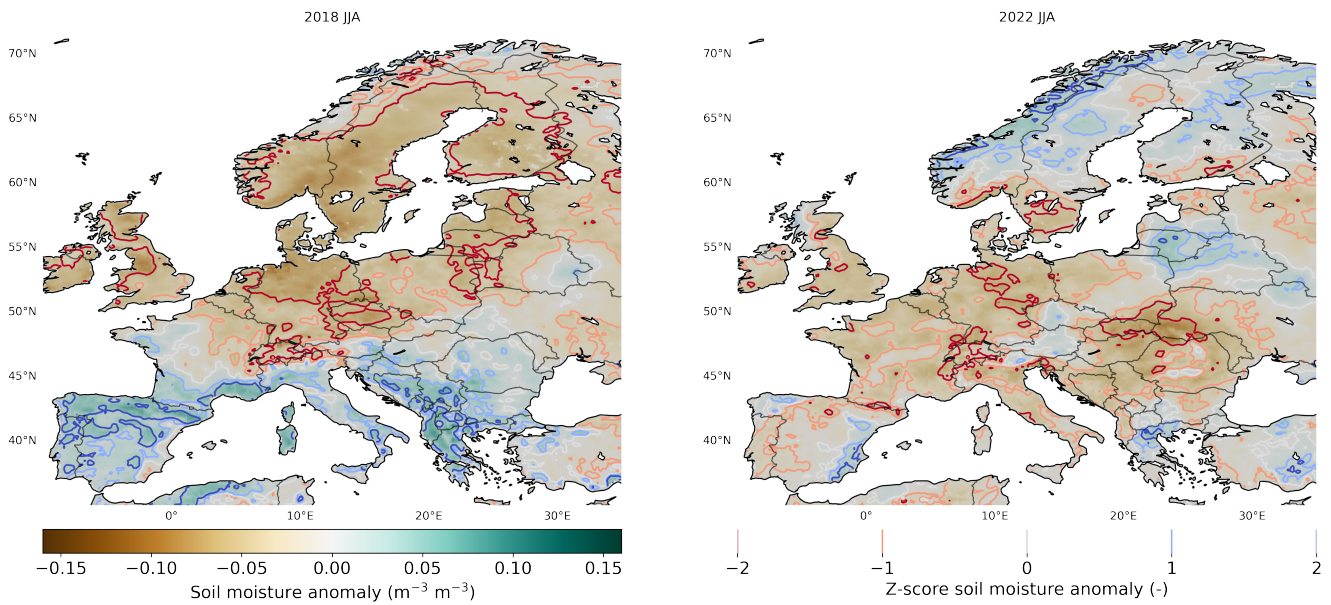 2018 JJA
2022 JJA
70°N
65°N
60°N
55°N
50°N
45°N
40°N
0°
10°E
20°E
30°E
70°N
65°N
60°N
55°N
50°N
45°N
40°N
0°
10°E
20°E
30°E
−0.15 −0.10 −0.05 0.00 0.05 0.10 0.15
Soil moisture anomaly (m⁻³ m⁻³)
−2 −1 0 1 2
Z-score soil moisture anomaly (-)